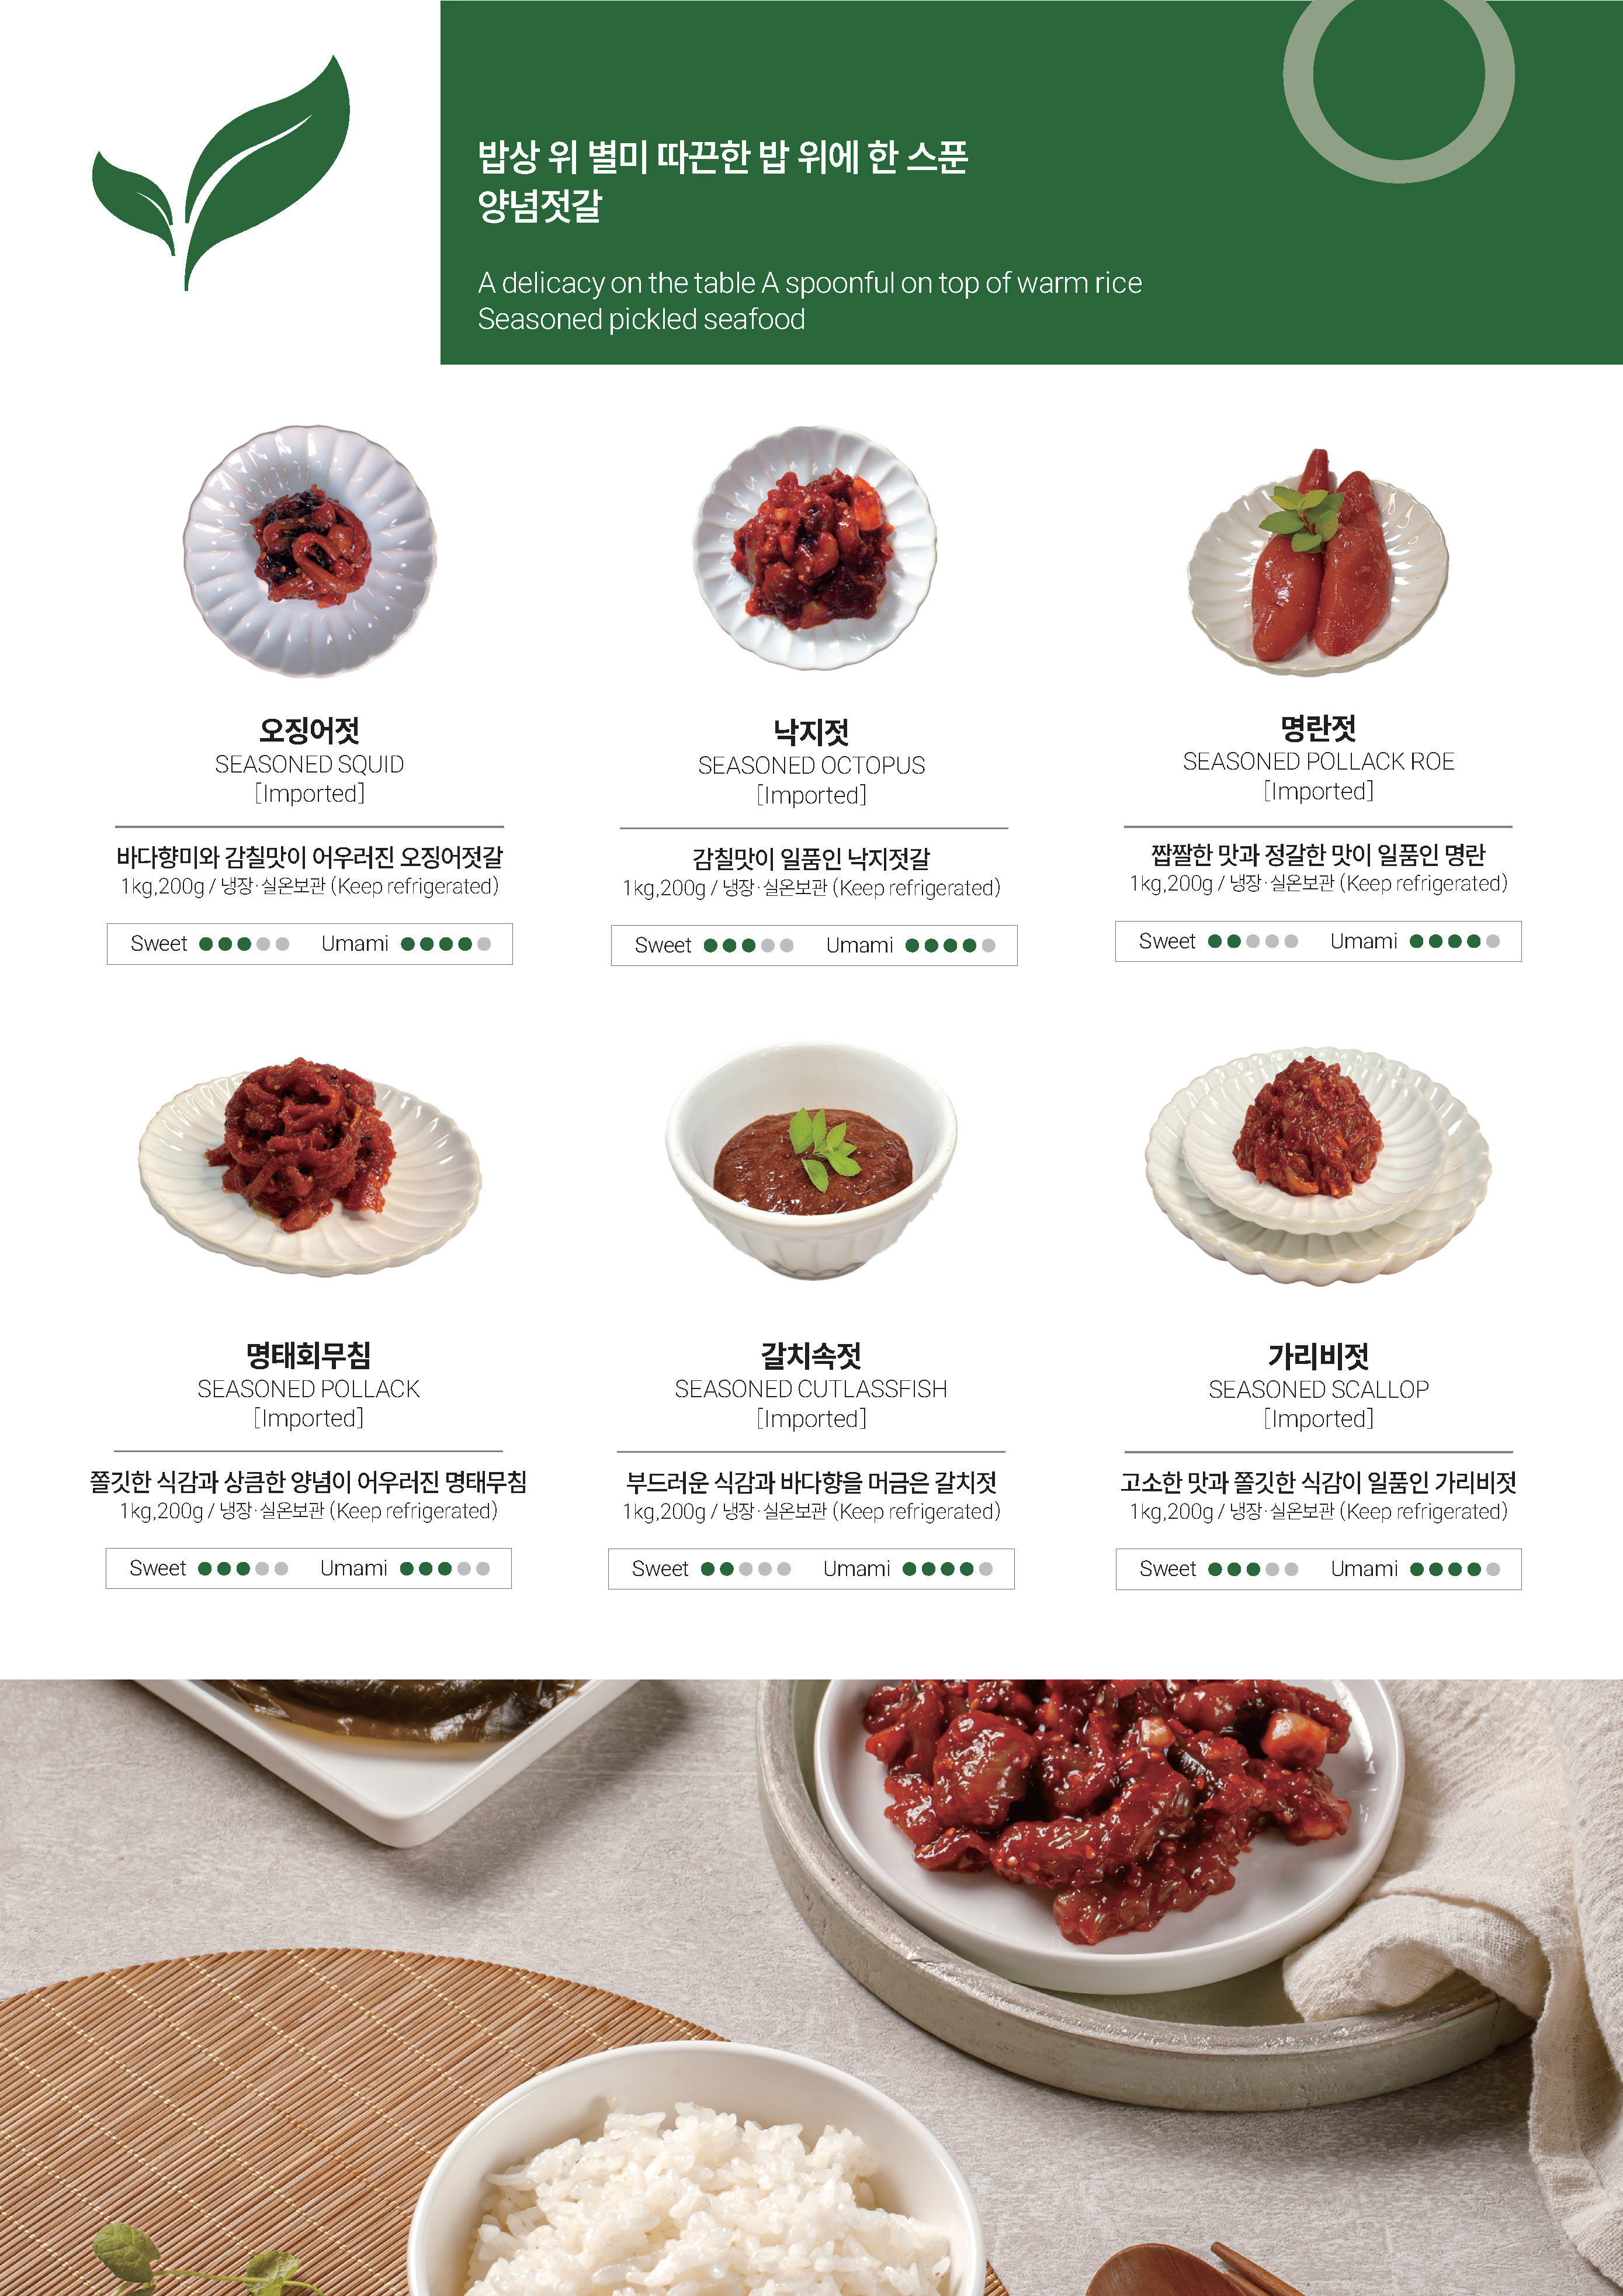 밥상 위 별미 따끈한 밥 위에 한 스푼
양념젓갈
A delicacy on the table A spoonful on top of warm rice
Seasoned pickled seafood
오징어젓
SEASONED SQUID
[Imported]
바다향미와 감칠맛이 어우러진 오징어젓갈
1kg,200g / 냉장·실온보관 (Keep refrigerated)
Sweet Umami
낙지젓
SEASONED OCTOPUS
[Imported]
감칠맛이 일품인 낙지젓갈
1kg,200g / 냉장·실온보관 (Keep refrigerated)
Sweet Umami
명란젓
SEASONED POLLACK ROE
[Imported]
짭짤한 맛과 정갈한 맛이 일품인 명란
1kg,200g / 냉장·실온보관 (Keep refrigerated)
Sweet Umami
명태회무침
SEASONED POLLACK
[Imported]
쫄깃한 식감과 상큼한 양념이 어우러진 명태무침
1kg,200g / 냉장·실온보관 (Keep refrigerated)
Sweet Umami
갈치속젓
SEASONED CUTLASSFISH
[Imported]
부드러운 식감과 바다향을 머금은 갈치젓
1kg,200g / 냉장·실온보관 (Keep refrigerated)
Sweet Umami
가리비젓
SEASONED SCALLOP
[Imported]
고소한 맛과 쫄깃한 식감이 일품인 가리비젓
1kg,200g / 냉장·실온보관 (Keep refrigerated)
Sweet Umami